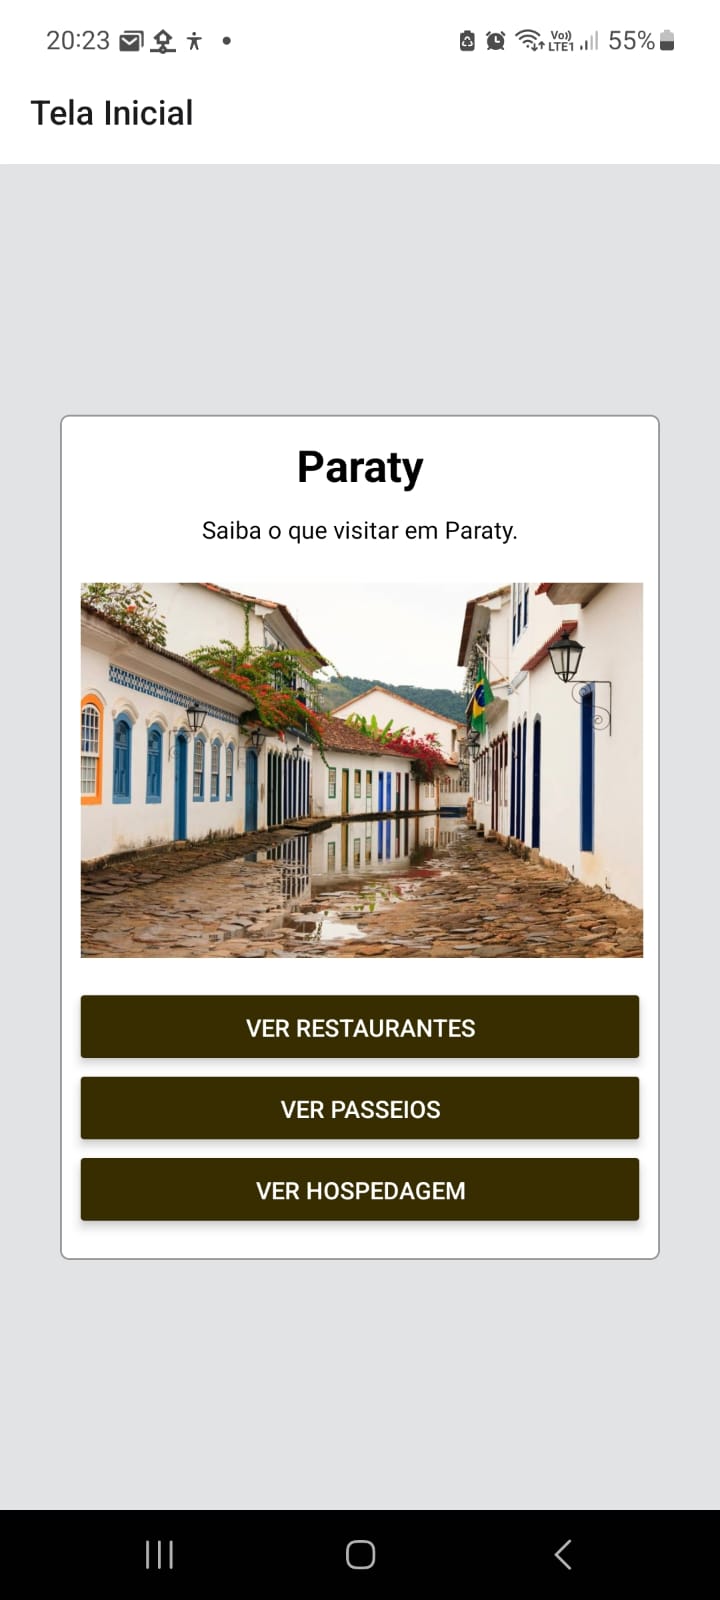 20:23
Vo))
LTE1
55%
Tela Inicial
Paraty
Saiba o que visitar em Paraty.
VER RESTAURANTES
VER PASSEIOS
VER HOSPEDAGEM